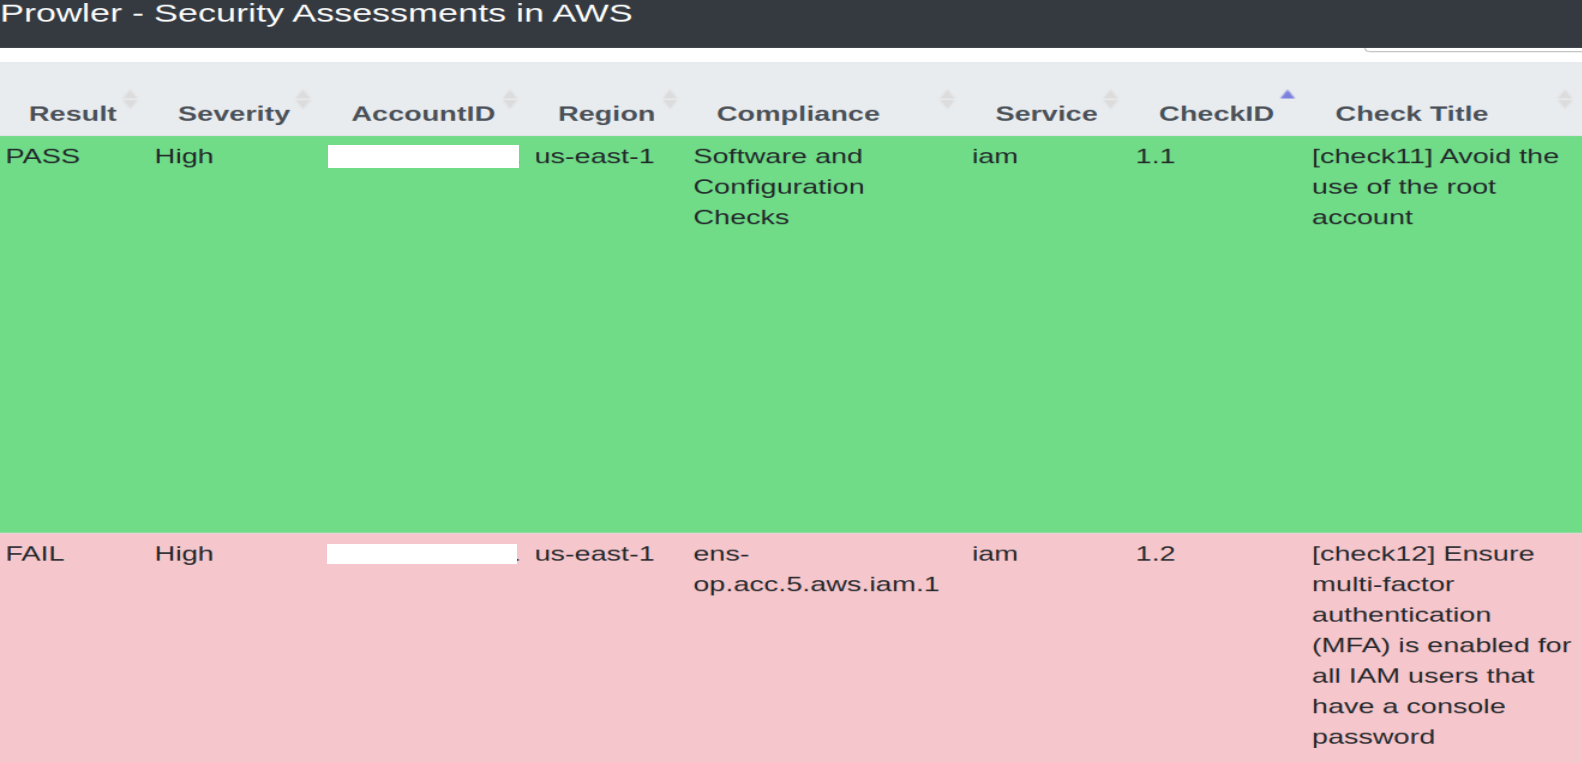 Prowler - Security Assessments in AWS
Result Severity AccountID Region Compliance Service CheckID Check Title
PASS High us-east-1 Software and iam 1.1 [check11] Avoid the
Configuration use of the root
Checks account
FAIL High us-east-1 ens- iam 1.2 [check12] Ensure
op.acc.5.aws.iam.1 multi-factor
authentication
(MFA) is enabled for
all IAM users that
have a console
password